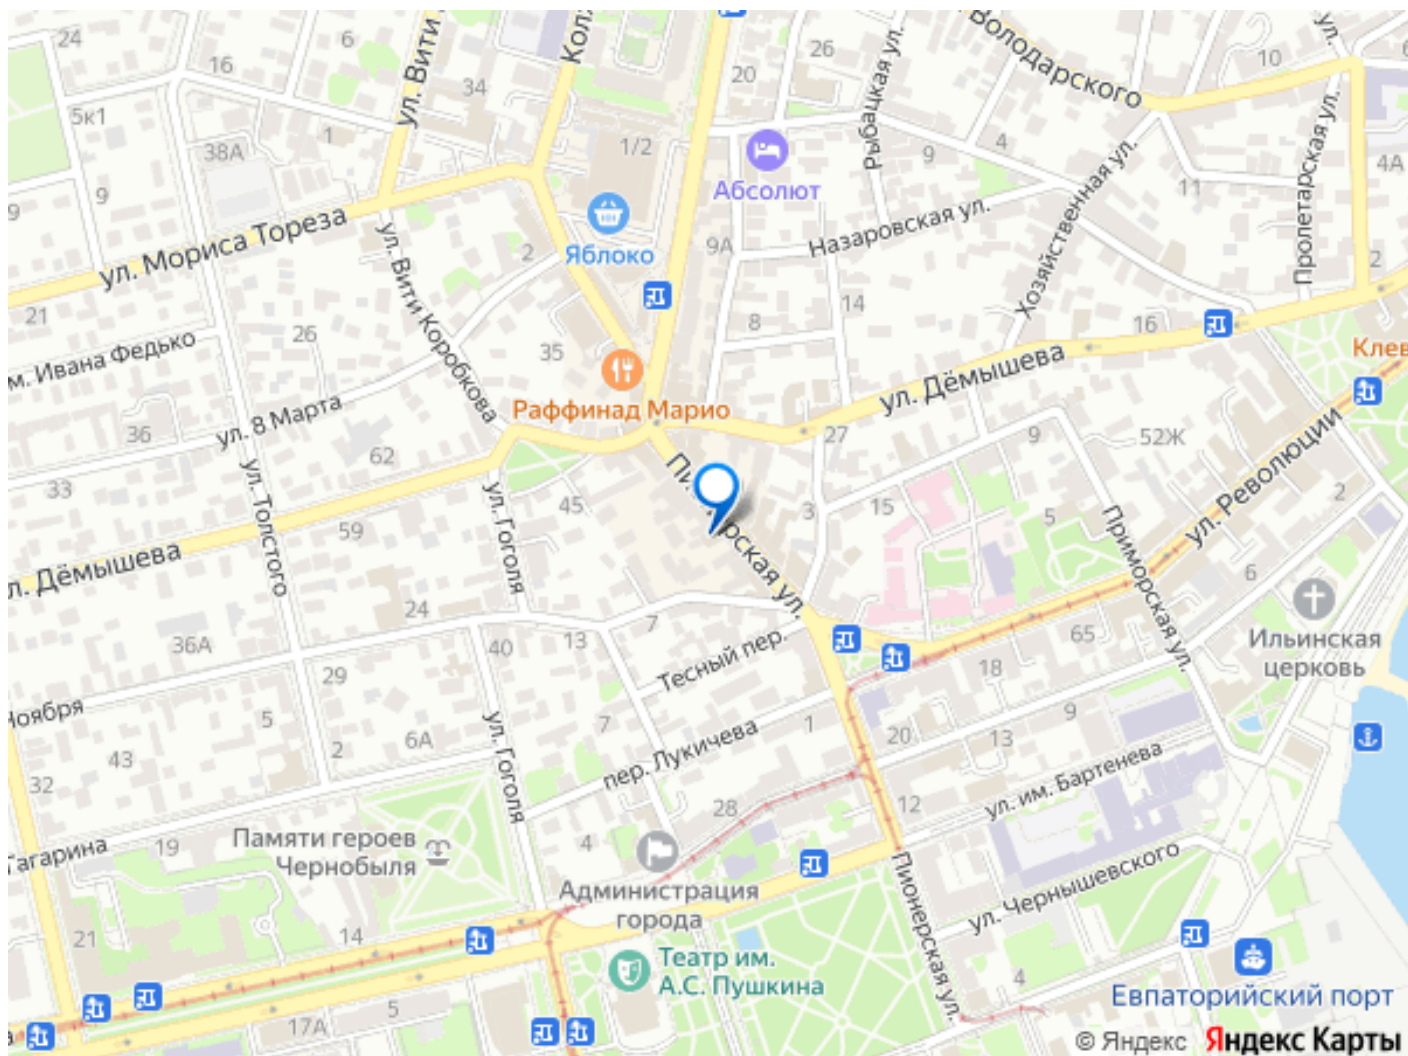 24
6
16
ул. Вити
Кол
34
20
26
Рыбацкая ул.
Володарского
10
ул.
5к1
1
38А
1/2
Абсолют
9
4
Хозяйственная ул.
11
Пролетарская ул.
4А
9
9
ул. Мориса Тореза
ул. Вити Коробкова
2
Яблоко
9А
Назаровская ул.
2
21
26
35
8
14
16
Клев
м. Ивана Федько
Раффинад Марио
ул. Дёмышева
36
ул. 8 Марта
62
27
9
52Ж
ул. Революции
33
ул. Толстого
59
ул. Гоголя
45
3
15
5
2
Приморская ул.
л. Дёмышева
Пионерская ул.
6
24
36А
13
7
40
Тесный пер.
65
18
Ильинская
церковь
29
Ноября
5
2
6А
7
1
20
13
9
43
32
ул. Гоголя
пер. Лукичева
ул. им. Бартенева
28
12
Гагарина
19
Памяти героев
Чернобыля
4
Администрация
города
Пионерская ул.
ул. Чернышевского
21
14
Театр им.
А.С. Пушкина
4
5
17А
а
Евпаторийский порт
© Яндекс Яндекс Карты